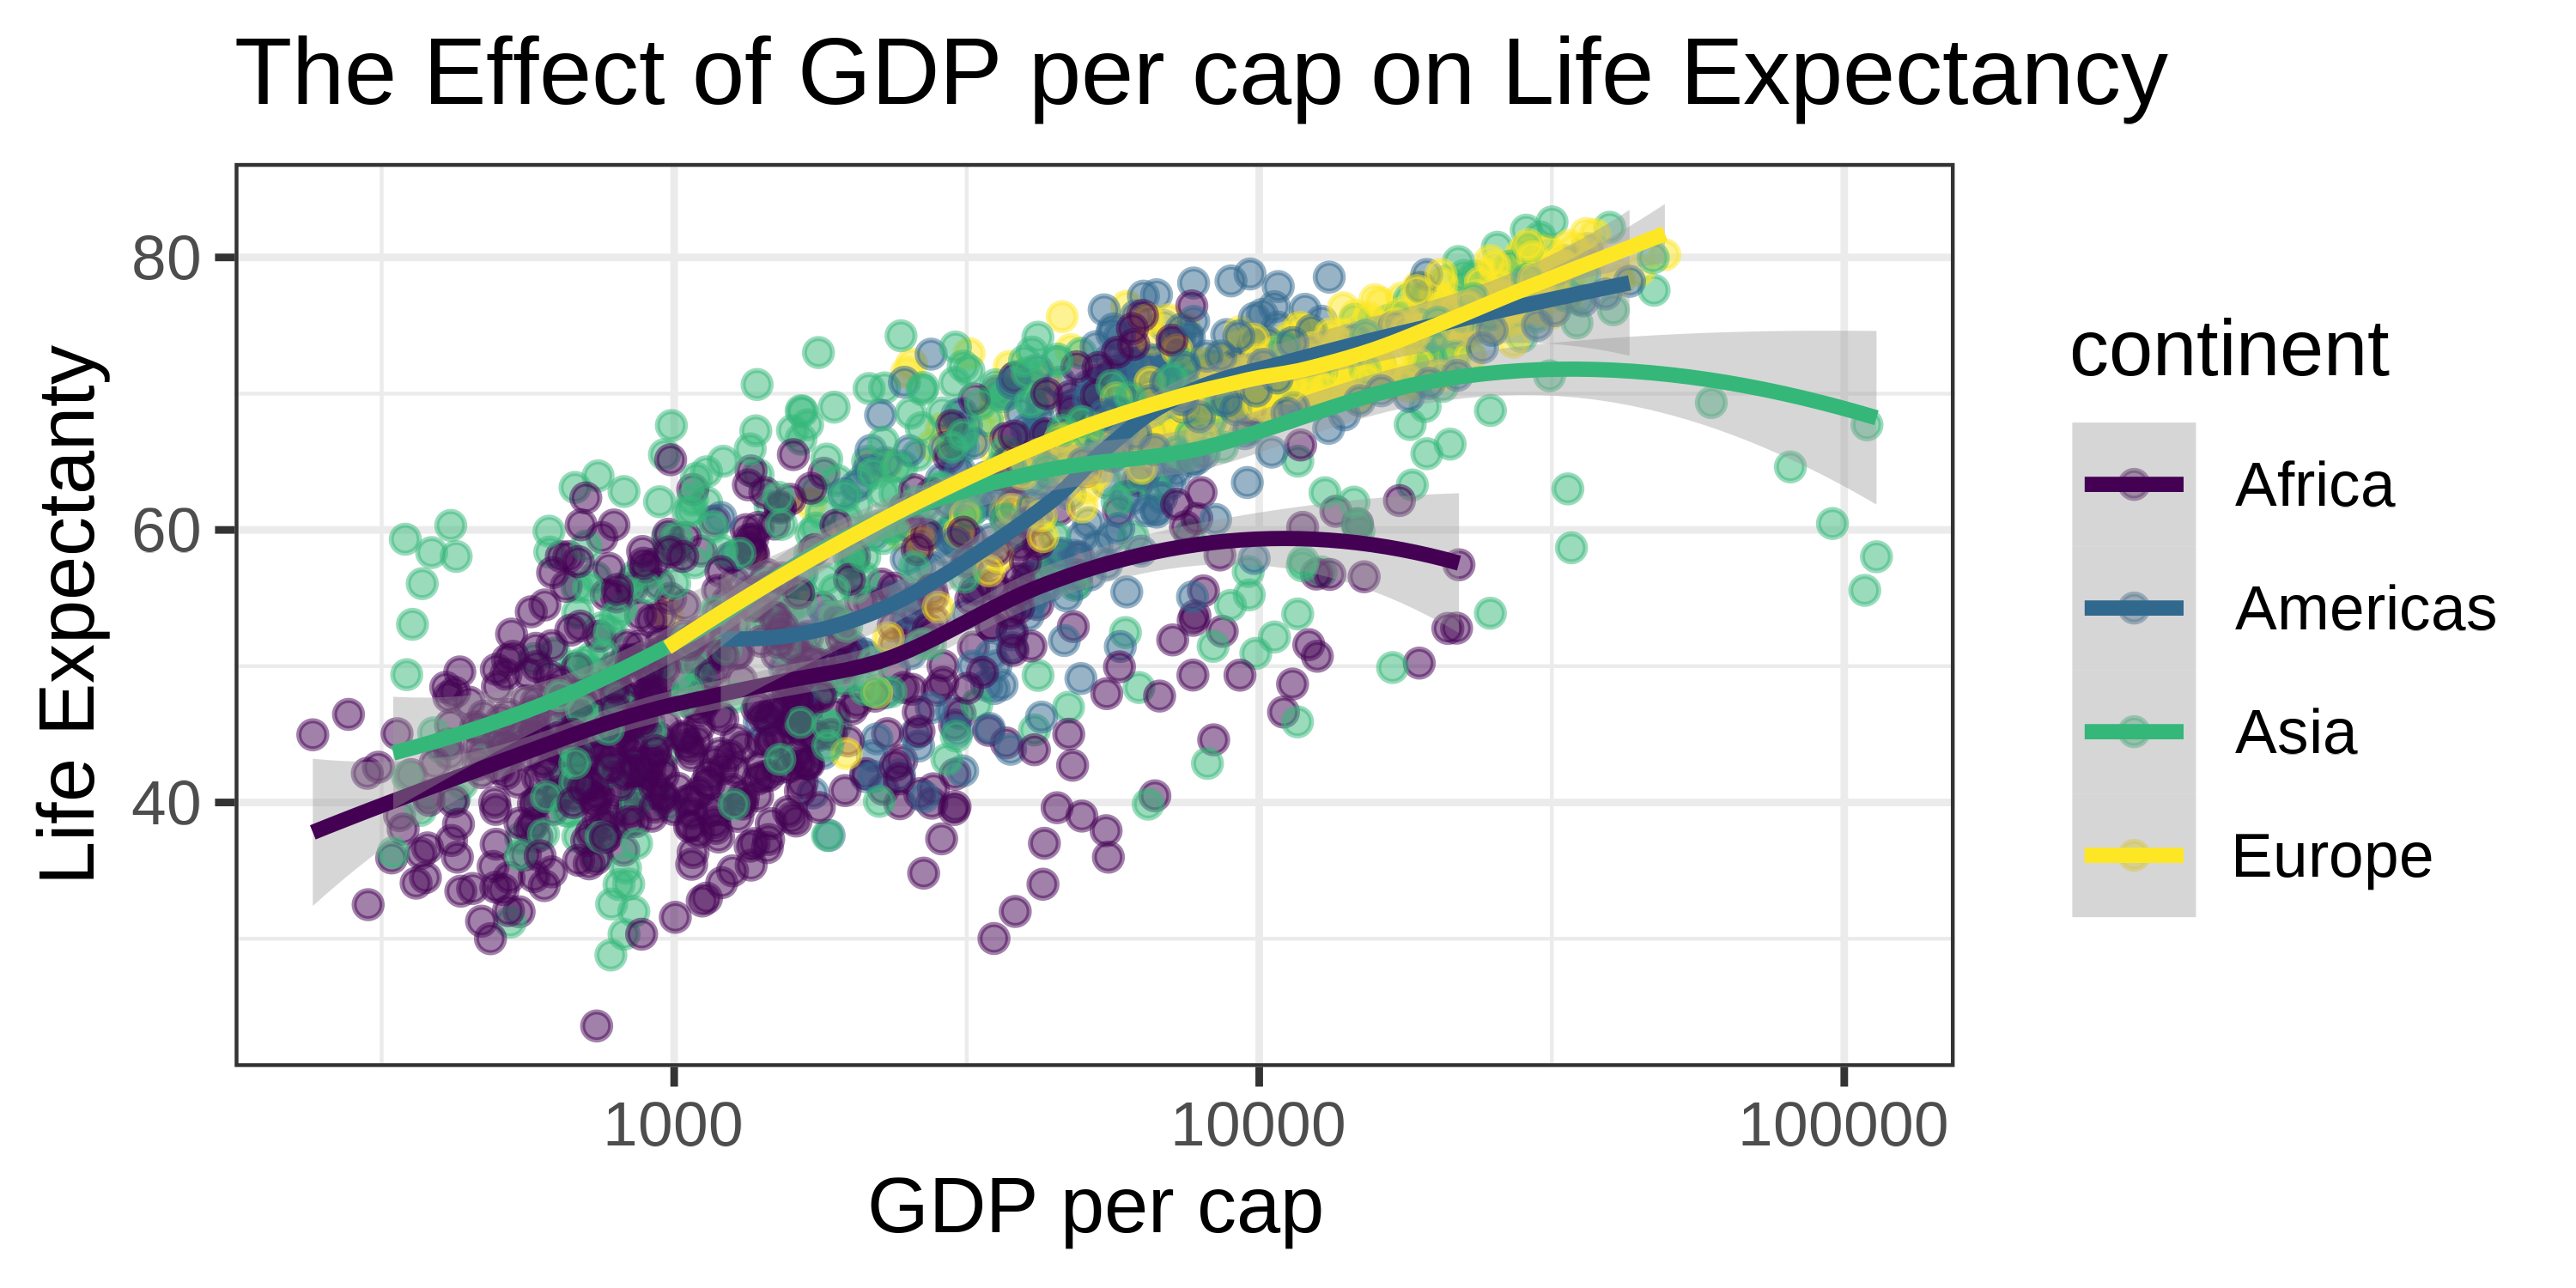 The Effect of GDP per cap on Life Expectancy
Life Expectanty
80
60
40
1000
10000
100000
GDP per cap
continent
Africa
Americas
Asia
Europe